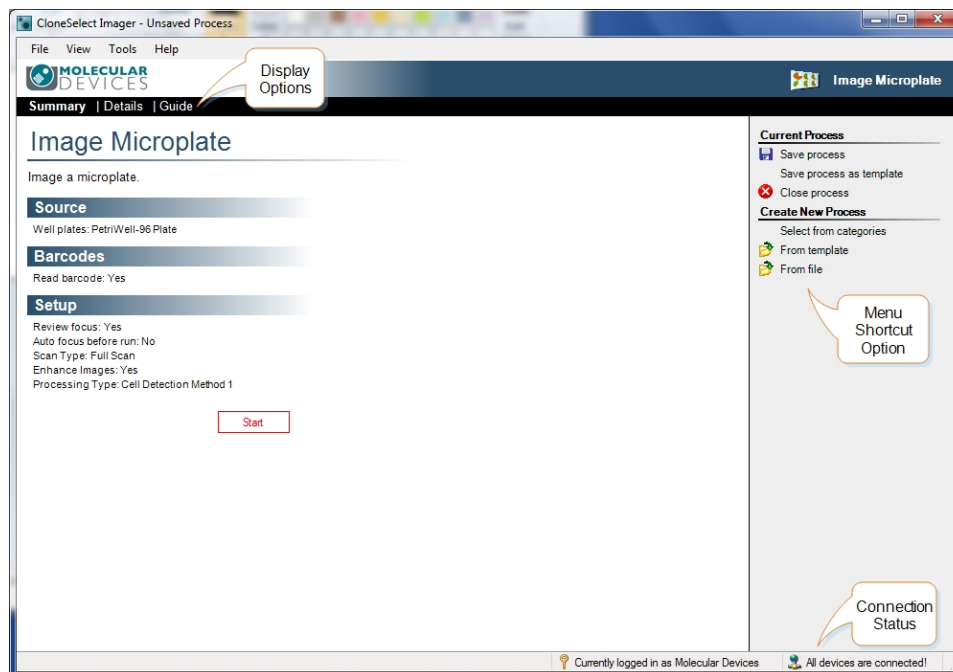 CloneSelect Imager - Unsaved Process
File View Tools Help
MOLECULAR
DEVICES
Display
Options
Image Microplate
Summary | Details | Guide
Image Microplate
Image a microplate.
Source
Well plates: PetriWell-96 Plate
Barcodes
Read barcode: Yes
Setup
Review focus: Yes
Auto focus before run: No
Scan Type: Full Scan
Enhance Images: Yes
Processing Type: Cell Detection Method 1
Start
Current Process
Save process
Save process as template
Close process
Create New Process
Select from categories
From template
From file
Menu
Shortcut
Option
Connection
Status
Currently logged in as Molecular Devices
All devices are connected!